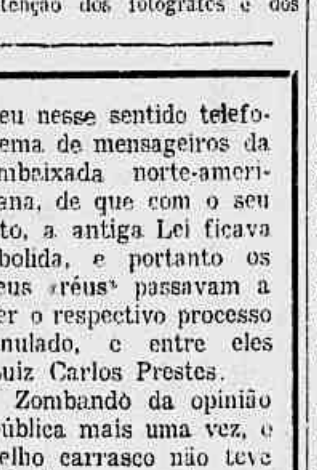 tenção dos fotógrafes e dos
eu nesse sentido telefo-
ema de mensageiros da
mbaixada norte-ameri-
ana, de que com o seu
to, a antiga Lei ficava
bolida, e portanto os
eus «réus» passavam a
er o respectivo processo
nulado, e entre eles
uiz Carlos Prestes.
Zombando da opinião
ública mais uma vez, o
elho carrasco não teve